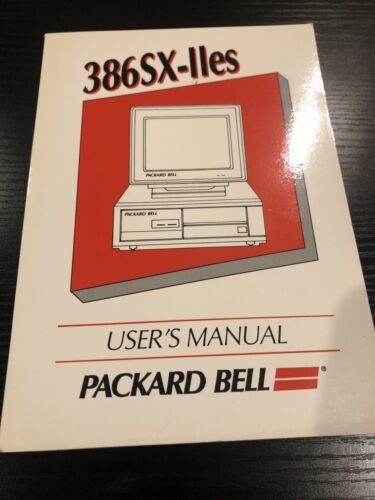 386SX-IIes
PACKARD BELL
PACKARD BELL
USER'S MANUAL
PACKARD BELL ®